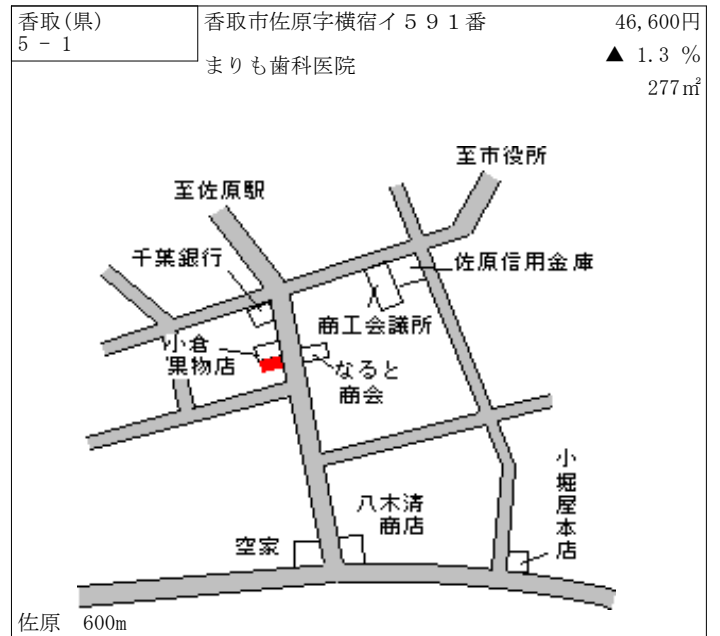 香取(県)
5 - 1
香取市佐原字横宿イ５９１番
まりも歯科医院
46,600円
▲ 1.3 %
277㎡
至市役所
至佐原駅
千葉銀行
佐原信用金庫
商工会議所
小倉
果物店
なると
商会
八木済
商店
小堀屋本店
空家
佐原 600m